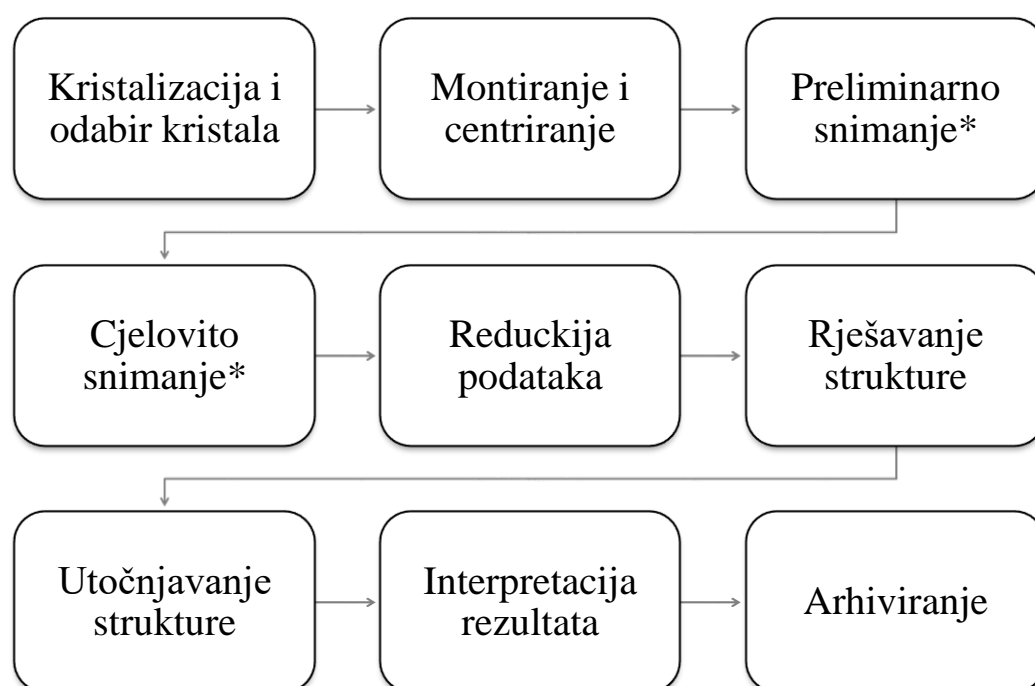 Kristalizacija i
odabir kristala
Montiranje i
centriranje
Preliminarno
snimanje*
Cjelovito
snimanje*
Reduckija
podataka
Rješavanje
strukture
Utočnjavanje
strukture
Interpretacija
rezultata
Arhiviranje